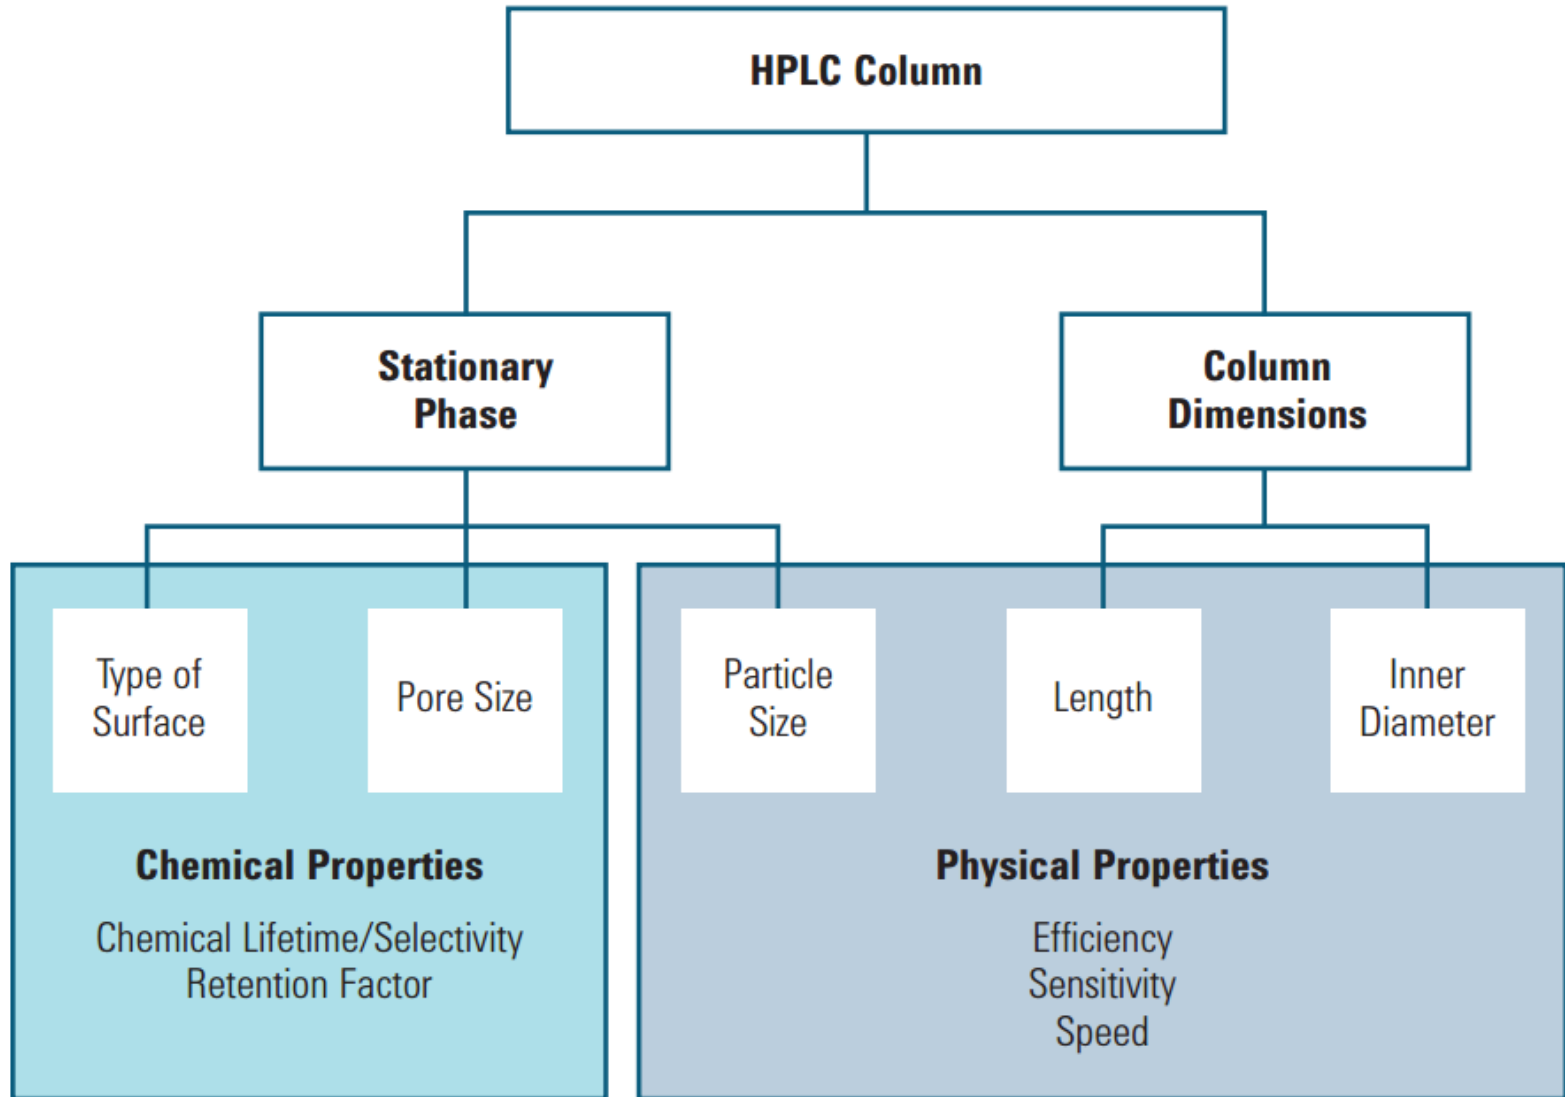 HPLC Column
Stationary
Phase
Column
Dimensions
Type of
Surface
Pore Size
Particle
Size
Length
Inner
Diameter
Chemical Properties
Chemical Lifetime/Selectivity
Retention Factor
Physical Properties
Efficiency
Sensitivity
Speed